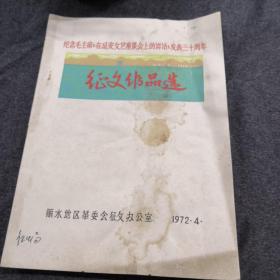 纪念毛主席《在延安文艺座谈会上的讲话》发表三十周年
征文作品选
丽水地区革委会征文办公室 1972·4·